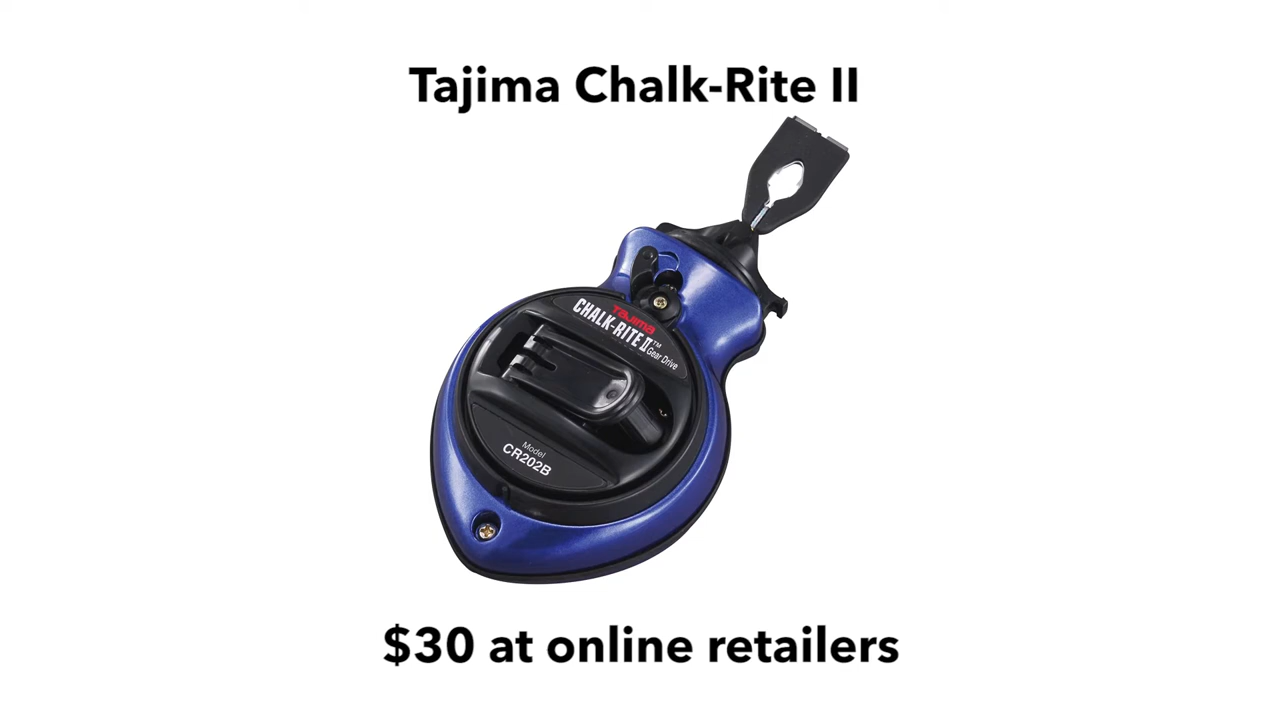 Tajima Chalk-Rite II
Tajima
CHALK-RITE II™
Gear Drive
Model
CR202B
$30 at online retailers